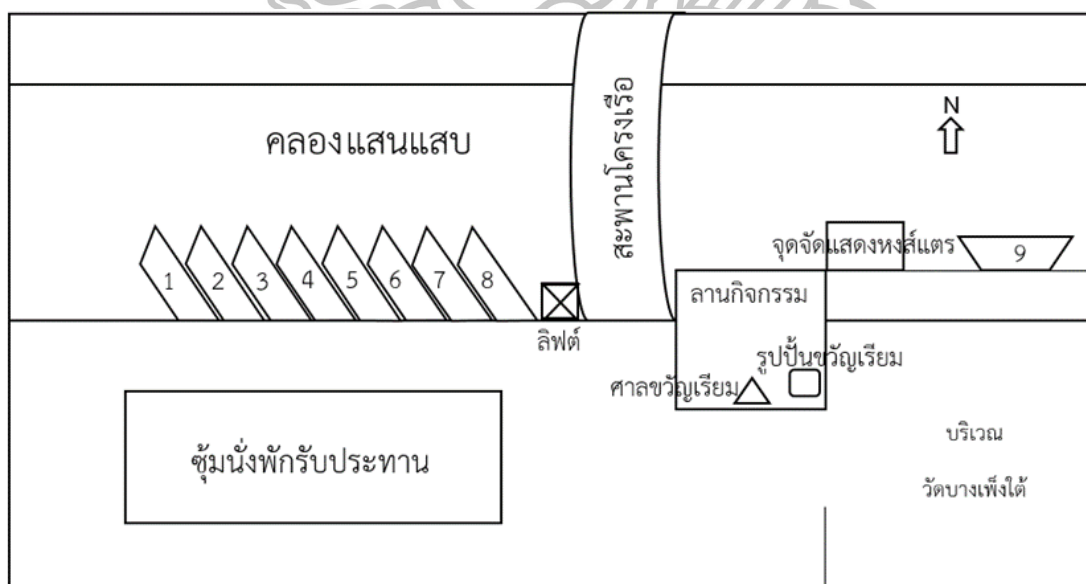 สะพานโครงเรือ
N
คลองแสนแสบ
จุดจัดแสดงหงส์แตร
9
1
2
3
4
5
6
7
8
ลานกิจกรรม
ลิฟต์
รูปปั้นขวัญเรียม
ศาลขวัญเรียม
บริเวณ
วัดบางเพ็งใต้
ซุ้มนั่งพักรับประทาน